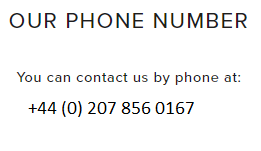 OUR PHONE NUMBER
You can contact us by phone at:
+44 (0) 207 856 0167